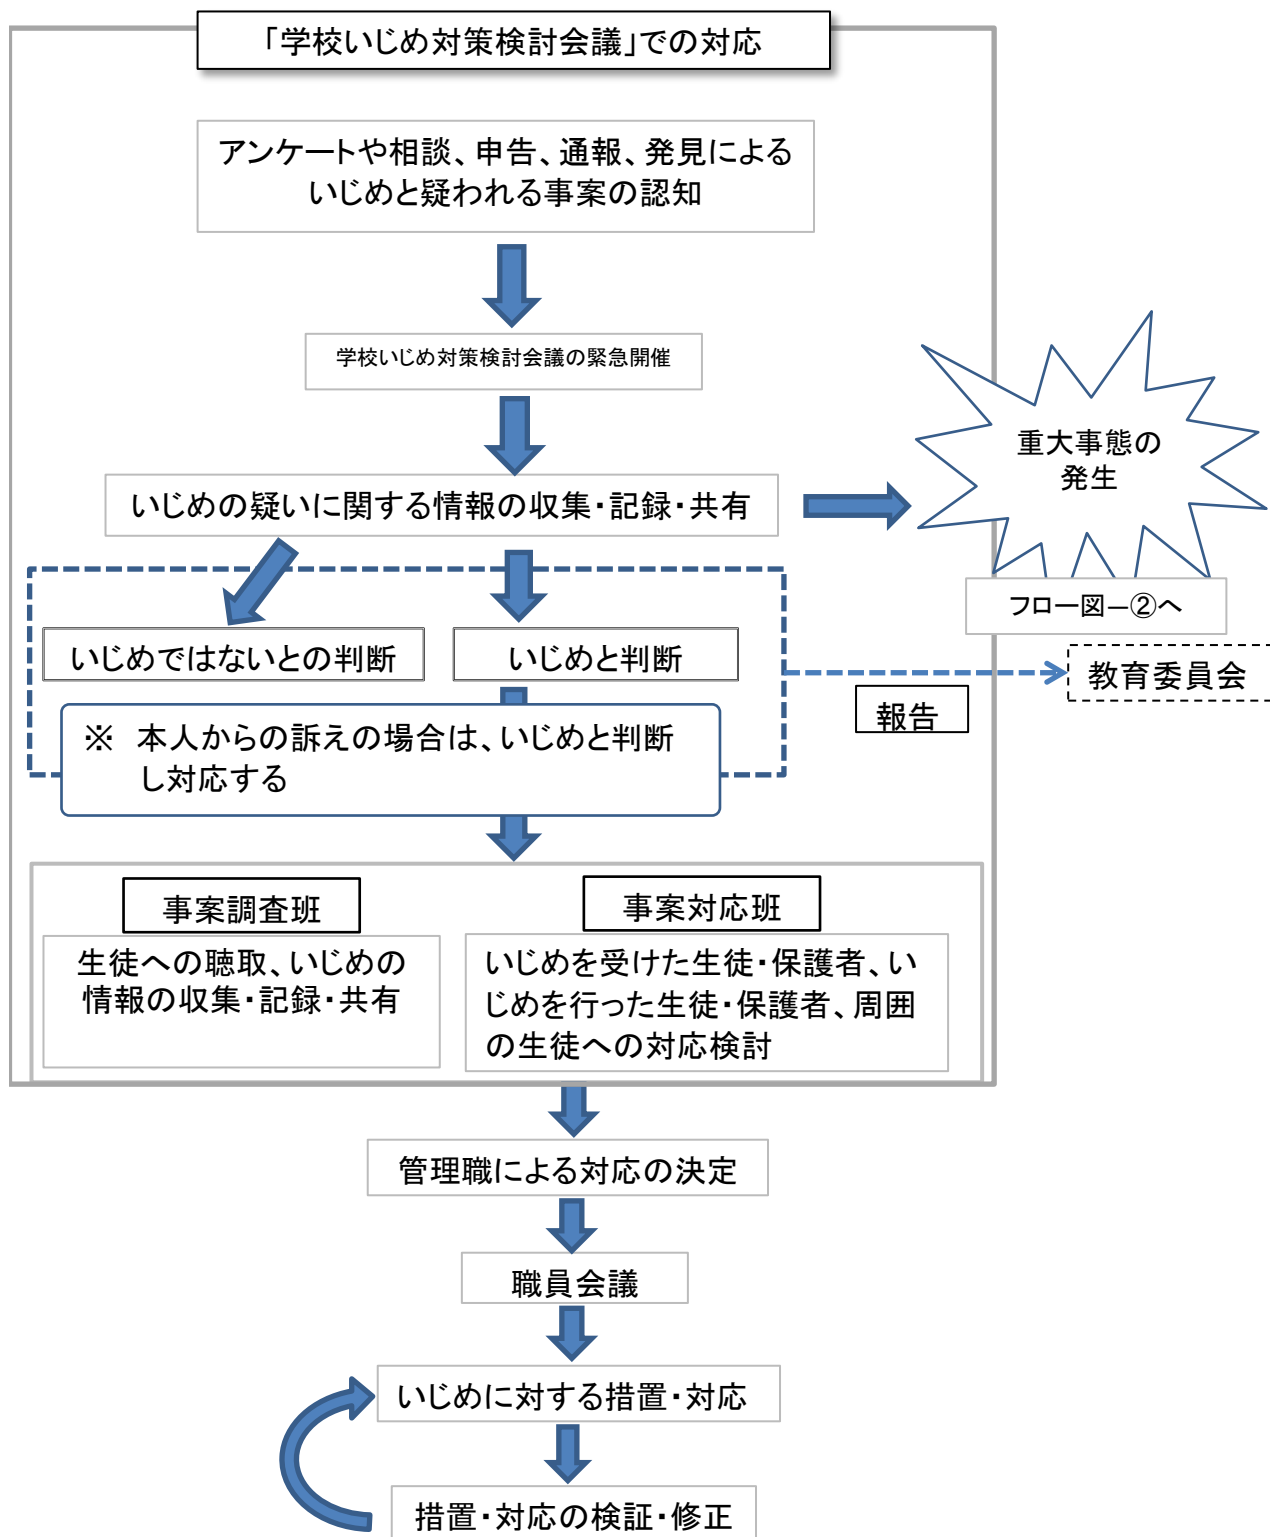 「学校いじめ対策検討会議」での対応
アンケートや相談、申告、通報、発見による
いじめと疑われる事案の認知
学校いじめ対策検討会議の緊急開催
いじめの疑いに関する情報の収集・記録・共有
重大事態の
発生
フロー図―②へ
いじめではないとの判断
いじめと判断
教育委員会
報告
※　本人からの訴えの場合は、いじめと判断
し対応する
事案調査班
生徒への聴取、いじめの
情報の収集・記録・共有
事案対応班
いじめを受けた生徒・保護者、い
じめを行った生徒・保護者、周囲
の生徒への対応検討
管理職による対応の決定
職員会議
いじめに対する措置・対応
措置・対応の検証・修正